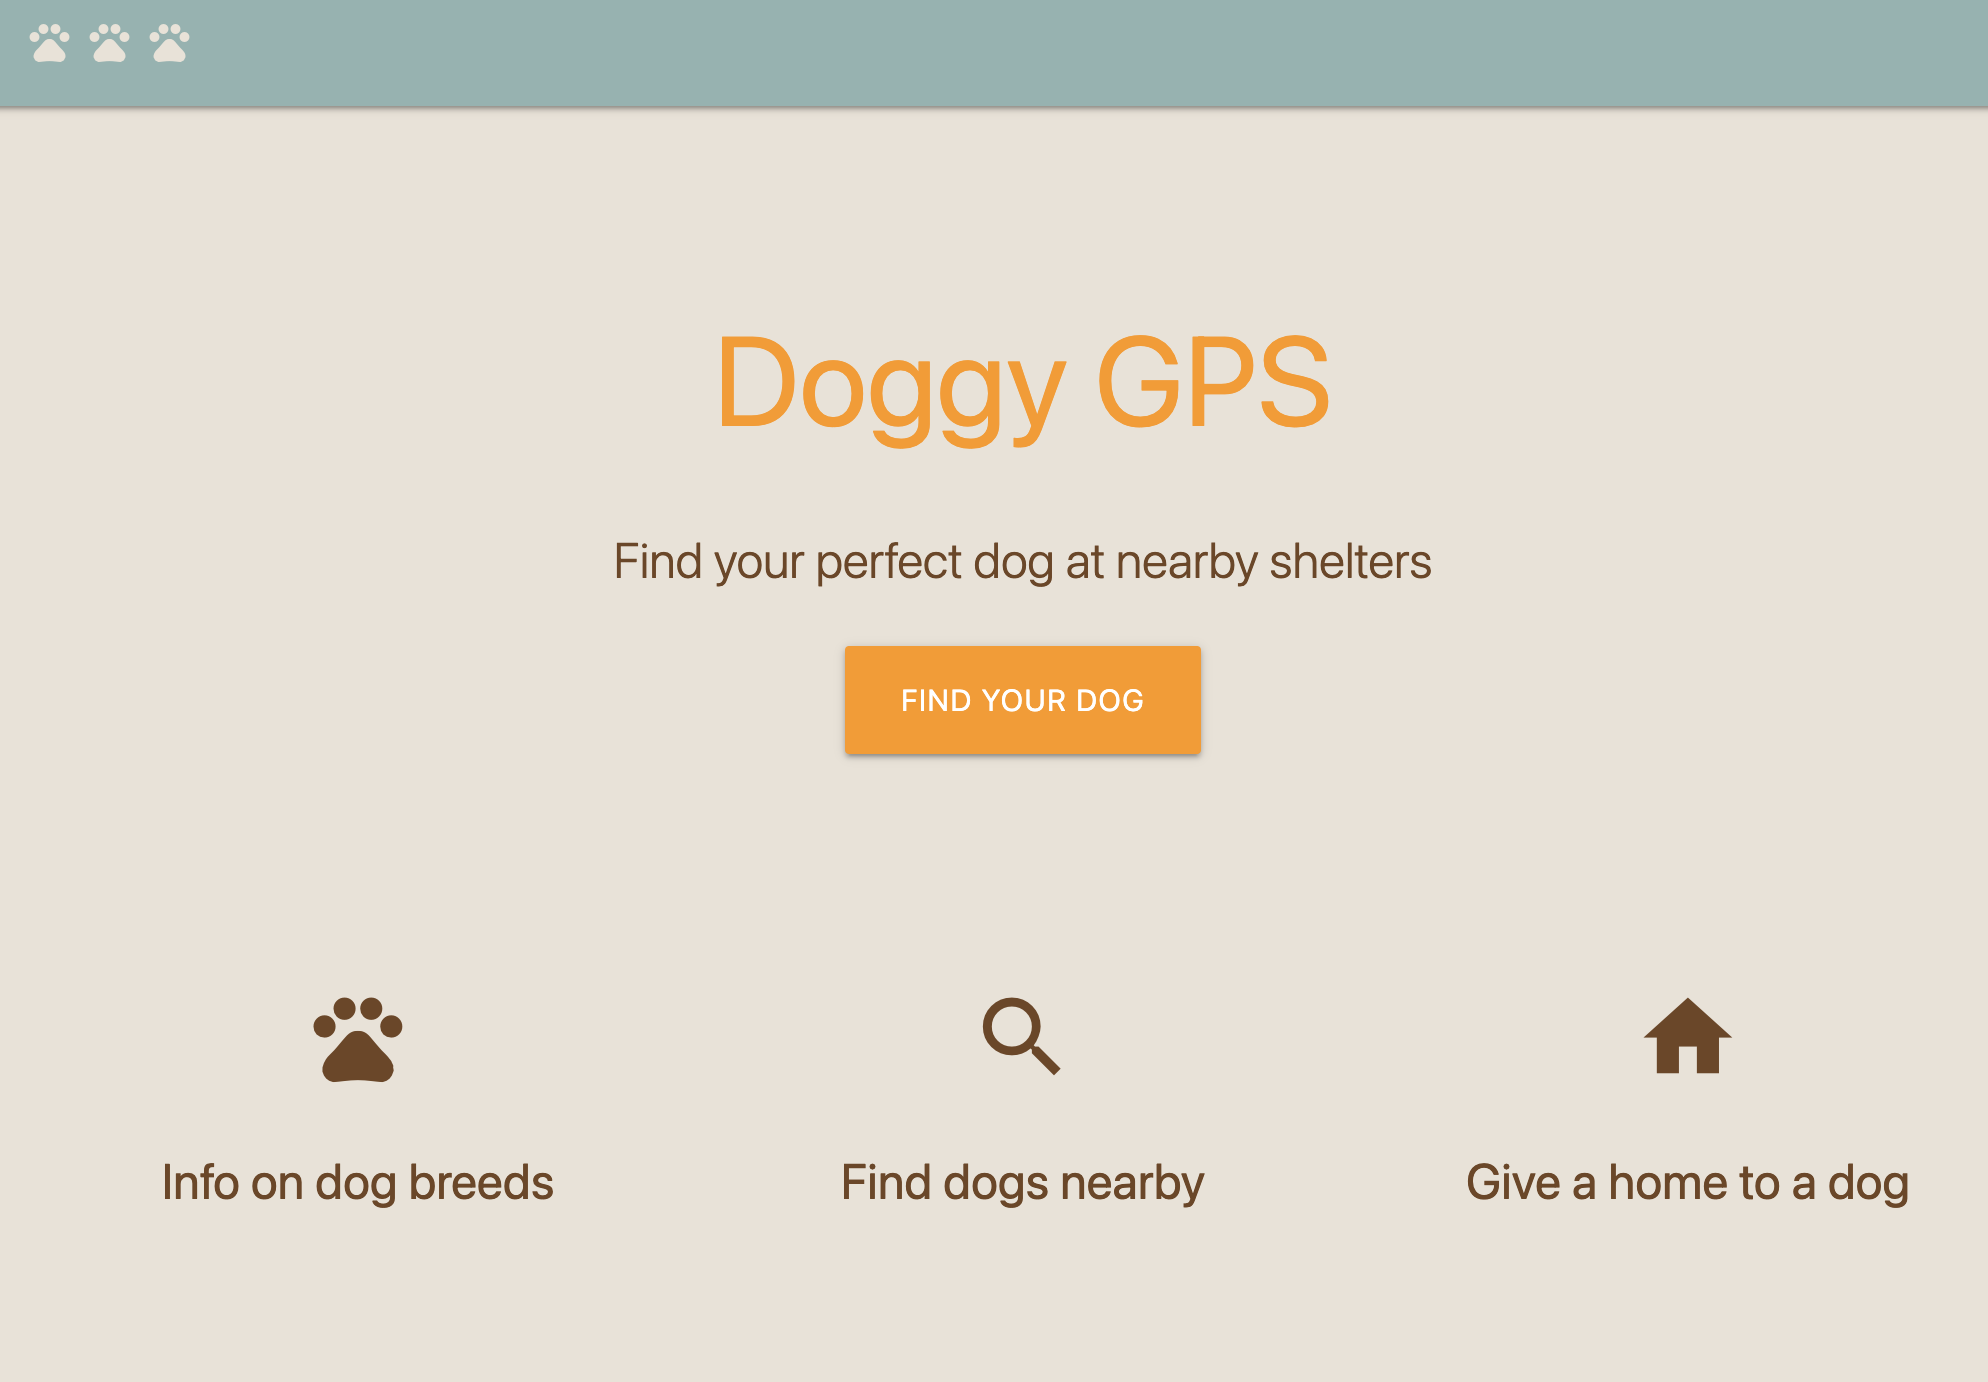 Doggy GPS
Find your perfect dog at nearby shelters
FIND YOUR DOG
Info on dog breeds
Find dogs nearby
Give a home to a dog